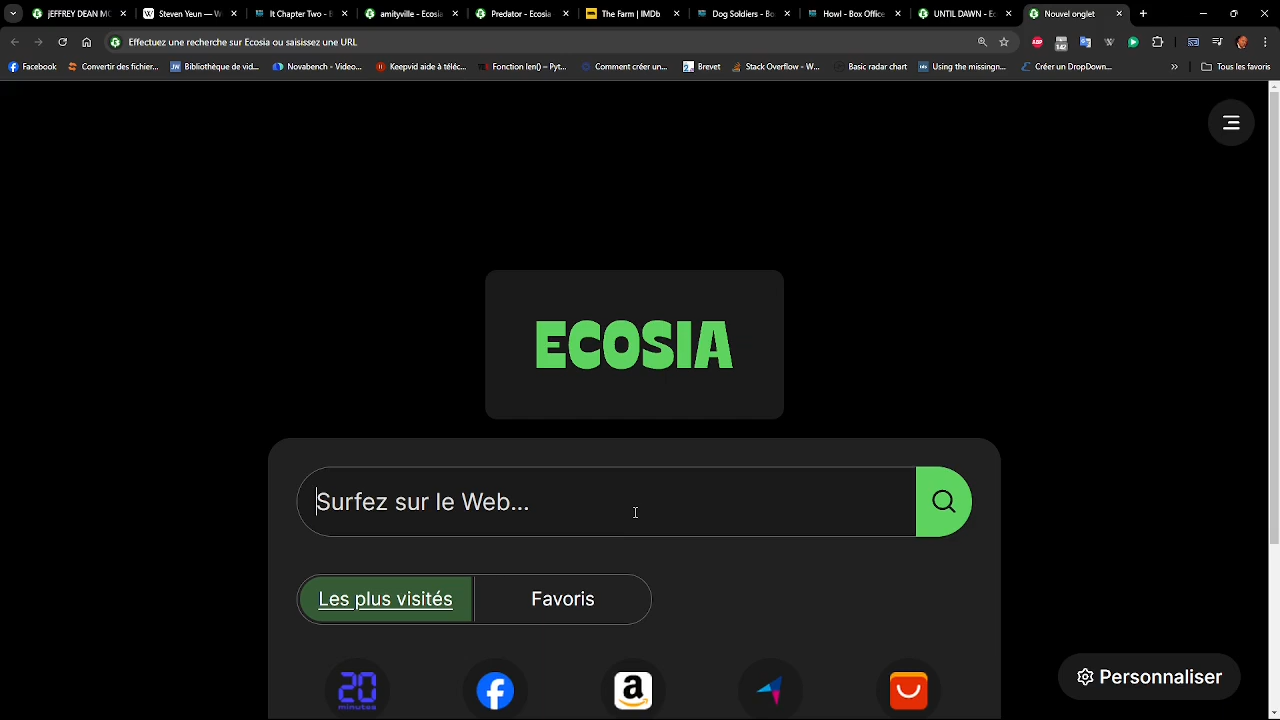 jEFFREY DEAN M
Steven Yeun —
It Chapter Two -
amityville - Ecosi
Predator - Ecosia
The Farm | IMDb
Dog Soldiers - Bo
Howl - Box Office
UNTIL DAWN - E
Nouvel onglet
Effectuez une recherche sur Ecosia ou saisissez une URL
ABP
142
Facebook
Convertir des fichier...
Bibliothèque de vid...
Novabench - Video...
Keepvid aide à téléc...
Fonction len() – Pyt...
Comment créer un...
Brevet
Stack Overflow - W...
Basic radar chart
Using the missingn...
Créer un DropDown...
Tous les favoris
ECOSIA
Surfez sur le Web...
Les plus visités
Favoris
20
minutes
a
Personnaliser